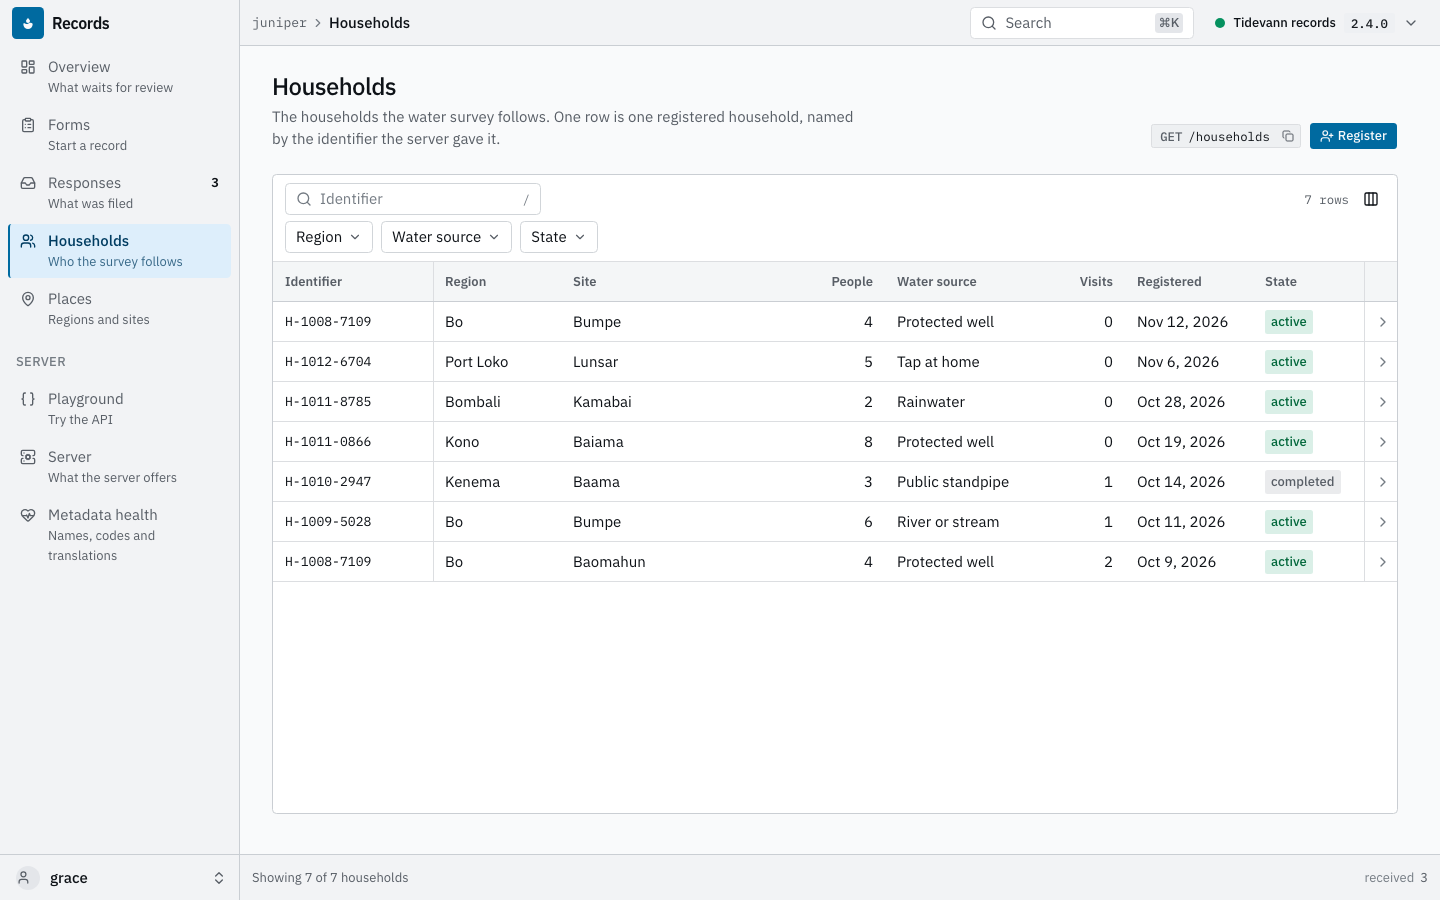 Records
juniper > Households
Search ⌘K
Tidevann records 2.4.0
Overview
What waits for review
Forms
Start a record
Responses 3
What was filed
Households
Who the survey follows
Places
Regions and sites
SERVER
Playground
Try the API
Server
What the server offers
Metadata health
Names, codes and
translations
grace
Households
The households the water survey follows. One row is one registered household, named
by the identifier the server gave it.
GET /households
Register
Identifier /
7 rows
Region
Water source
State
Identifier Region Site People Water source Visits Registered State
H-1008-7109 Bo Bumpe 4 Protected well 0 Nov 12, 2026 active
H-1012-6704 Port Loko Lunsar 5 Tap at home 0 Nov 6, 2026 active
H-1011-8785 Bombali Kamabai 2 Rainwater 0 Oct 28, 2026 active
H-1011-0866 Kono Baiama 8 Protected well 0 Oct 19, 2026 active
H-1010-2947 Kenema Baama 3 Public standpipe 1 Oct 14, 2026 completed
H-1009-5028 Bo Bumpe 6 River or stream 1 Oct 11, 2026 active
H-1008-7109 Bo Baomahun 4 Protected well 2 Oct 9, 2026 active
Showing 7 of 7 households
received 3